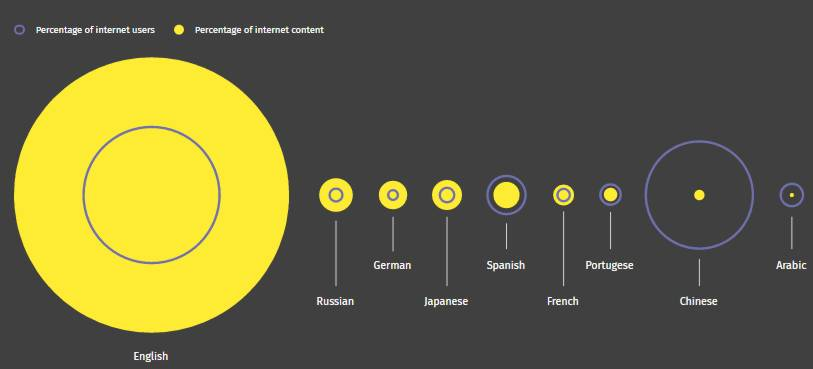 Percentage of internet users
Percentage of internet content
German
Spanish
Portugese
Arabic
Russian
Japanese
French
Chinese
English